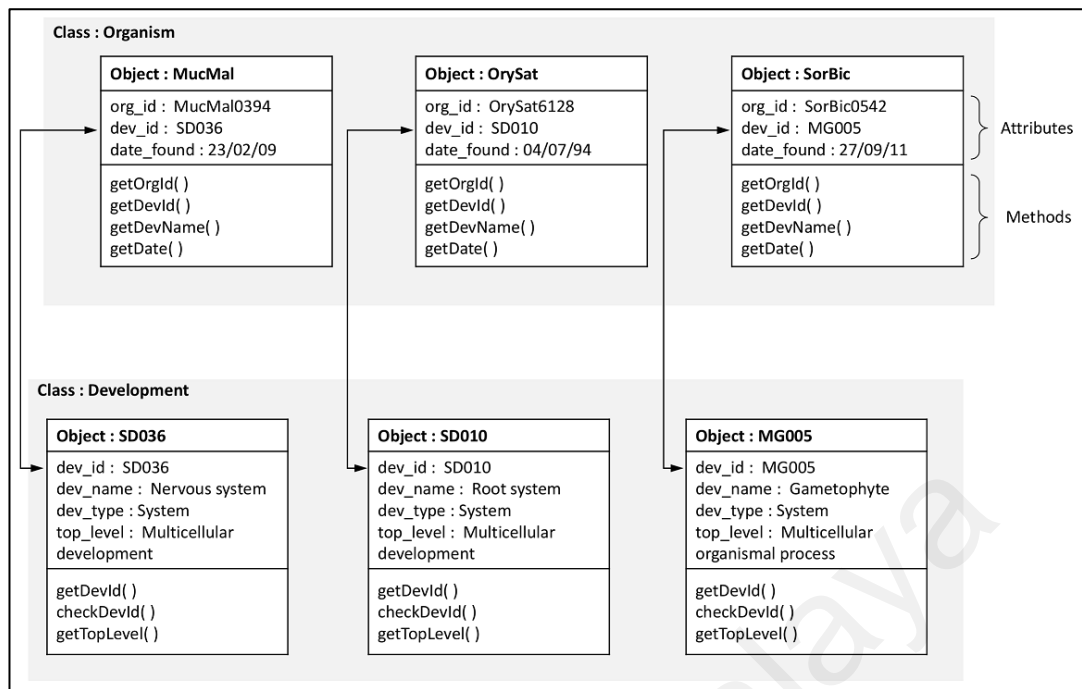 Class : Organism
Object : MucMal
org_id : MucMal0394
dev_id : SD036
date_found : 23/02/09
getOrgId( )
getDevId( )
getDevName( )
getDate( )
Object : OrySat
org_id : OrySat6128
dev_id : SD010
date_found : 04/07/94
getOrgId( )
getDevId( )
getDevName( )
getDate( )
Object : SorBic
org_id : SorBic0542
dev_id : MG005
date_found : 27/09/11
getOrgId( )
getDevId( )
getDevName( )
getDate( )
Attributes
Methods
Class : Development
Object : SD036
dev_id : SD036
dev_name : Nervous system
dev_type : System
top_level : Multicellular
development
getDevId( )
checkDevId( )
getTopLevel( )
Object : SD010
dev_id : SD010
dev_name : Root system
dev_type : System
top_level : Multicellular
development
getDevId( )
checkDevId( )
getTopLevel( )
Object : MG005
dev_id : MG005
dev_name : Gametophyte
dev_type : System
top_level : Multicellular
organismal process
getDevId( )
checkDevId( )
getTopLevel( )